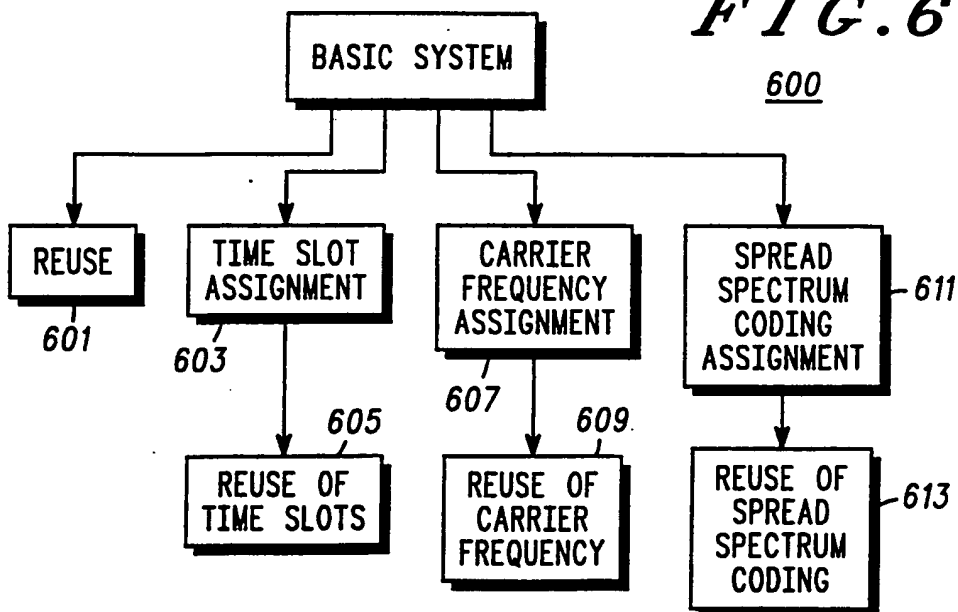 FIG.6
600
BASIC SYSTEM
REUSE
601
TIME SLOT
ASSIGNMENT
603
CARRIER
FREQUENCY
ASSIGNMENT
607
SPREAD
SPECTRUM
CODING
ASSIGNMENT
611
605
REUSE OF
TIME SLOTS
609
REUSE OF
CARRIER
FREQUENCY
REUSE OF
SPREAD
SPECTRUM
CODING
613